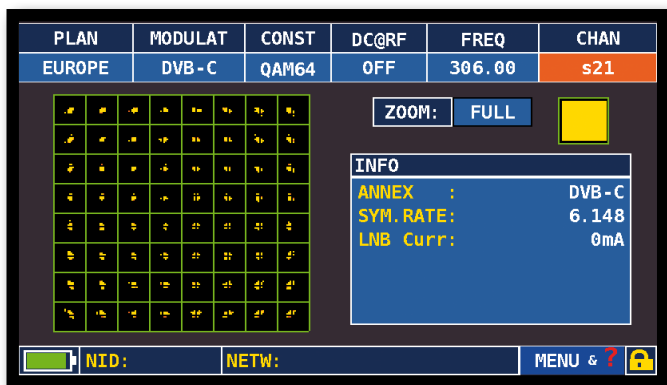 PLAN MODULAT CONST DC@RF FREQ CHAN
EUROPE DVB-C QAM64 OFF 306.00 s21
ZOOM: FULL
INFO
ANNEX : DVB-C
SYM.RATE: 6.148
LNB Curr: 0mA
NID: NETW: MENU & ?